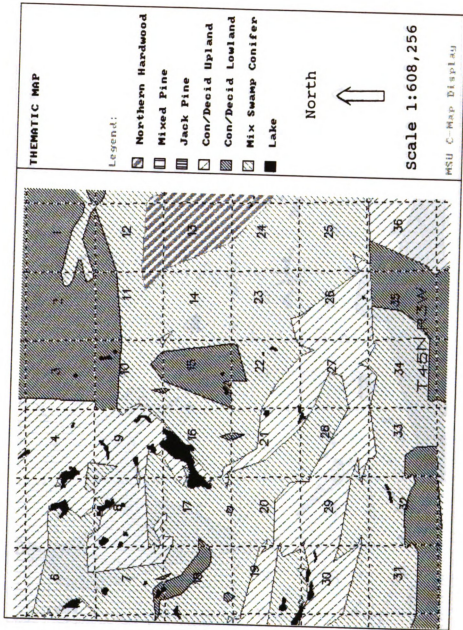 THEMATIC MAP
Legend:
Northern Hardwood
Mixed Pine
Jack Pine
Con/Decid Upland
Con/Decid Lowland
Mix Swamp Conifer
Lake
North
Scale 1:608,256
MSU C-Map Display
6
4
3
2
1
7
8
9
10
11
12
18
17
16
15
14
13
19
20
21
22
23
24
30
29
28
27
26
25
31
32
33
34
35
36
T45N,R3W